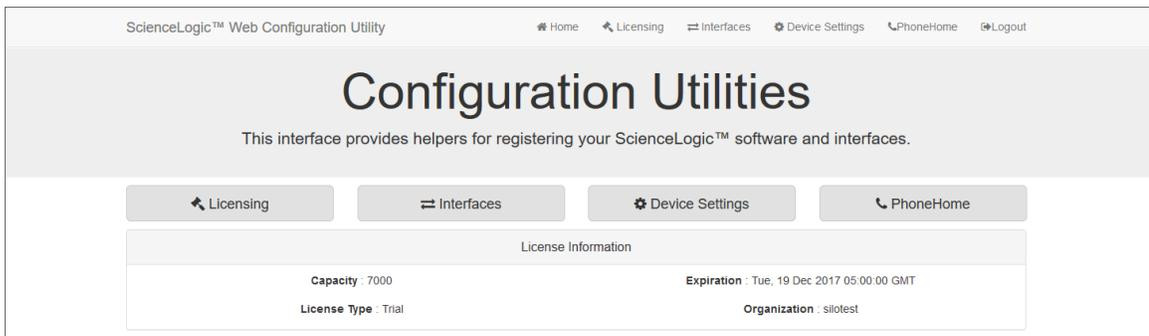 ScienceLogic™ Web Configuration Utility Home Licensing Interfaces Device Settings PhoneHome Logout
Configuration Utilities
This interface provides helpers for registering your ScienceLogic™ software and interfaces.
Licensing Interfaces Device Settings PhoneHome
License Information
Capacity : 7000 Expiration : Tue, 19 Dec 2017 05:00:00 GMT
License Type : Trial Organization : silotest